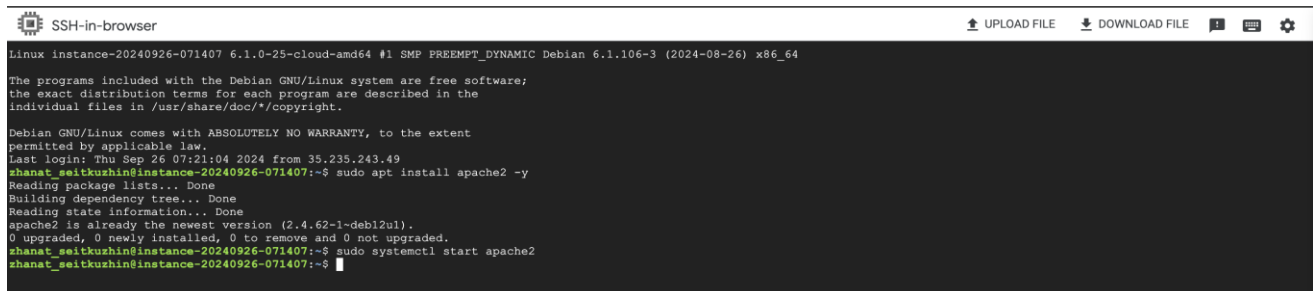 SSH-in-browser
UPLOAD FILE
DOWNLOAD FILE
Linux instance-20240926-071407 6.1.0-25-cloud-amd64 #1 SMP PREEMPT_DYNAMIC Debian 6.1.106-3 (2024-08-26) x86_64
The programs included with the Debian GNU/Linux system are free software;
the exact distribution terms for each program are described in the
individual files in /usr/share/doc/*/copyright.
Debian GNU/Linux comes with ABSOLUTELY NO WARRANTY, to the extent
permitted by applicable law.
Last login: Thu Sep 26 07:21:04 2024 from 35.235.243.49
zhanat_seitkuzhin@instance-20240926-071407:~$ sudo apt install apache2 -y
Reading package lists... Done
Building dependency tree... Done
Reading state information... Done
apache2 is already the newest version (2.4.62-1~deb12u1).
0 upgraded, 0 newly installed, 0 to remove and 0 not upgraded.
zhanat_seitkuzhin@instance-20240926-071407:~$ sudo systemctl start apache2
zhanat_seitkuzhin@instance-20240926-071407:~$